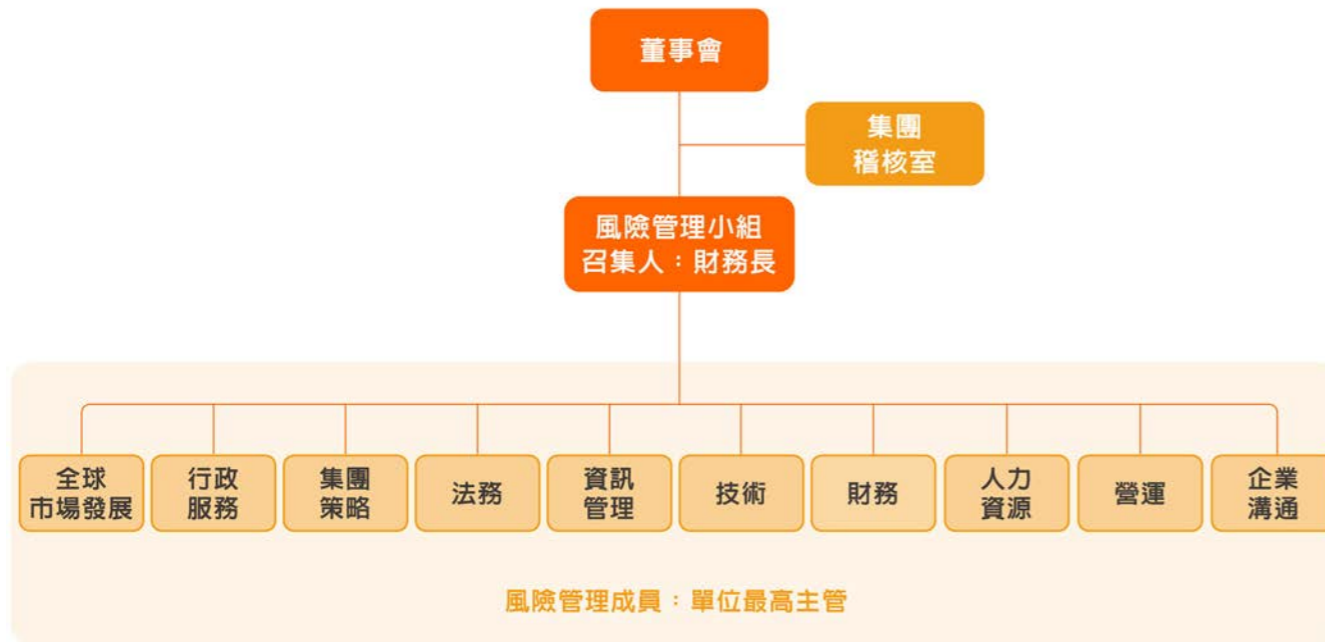 董事會
集團
稽核室
風險管理小組
召集人：財務長
全球
市場發展
行政
服務
集團
策略
法務
資訊
管理
技術
財務
人力
資源
營運
企業
溝通
風險管理成員：單位最高主管